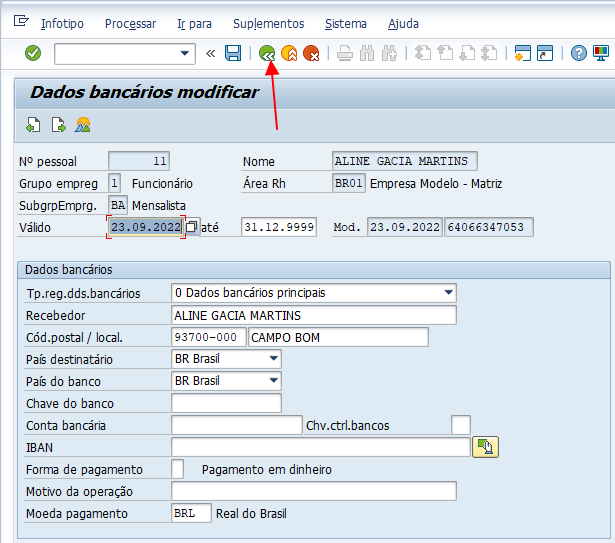 Infotipo Processar Ir para Suplementos Sistema Ajuda
Dados bancários modificar
Nº pessoal 11 Nome ALINE GACIA MARTINS
Grupo empreg 1 Funcionário Área Rh BR01 Empresa Modelo - Matriz
SubgrpEmprg. BA Mensalista
Válido 23.09.2022 até 31.12.9999 Mod. 23.09.2022 64066347053
Dados bancários
Tp.reg.dds.bancários 0 Dados bancários principais
Recebedor ALINE GACIA MARTINS
Cód.postal / local. 93700-000 CAMPO BOM
País destinatário BR Brasil
País do banco BR Brasil
Chave do banco
Conta bancária Chv.ctrl.bancos
IBAN
Forma de pagamento Pagamento em dinheiro
Motivo da operação
Moeda pagamento BRL Real do Brasil